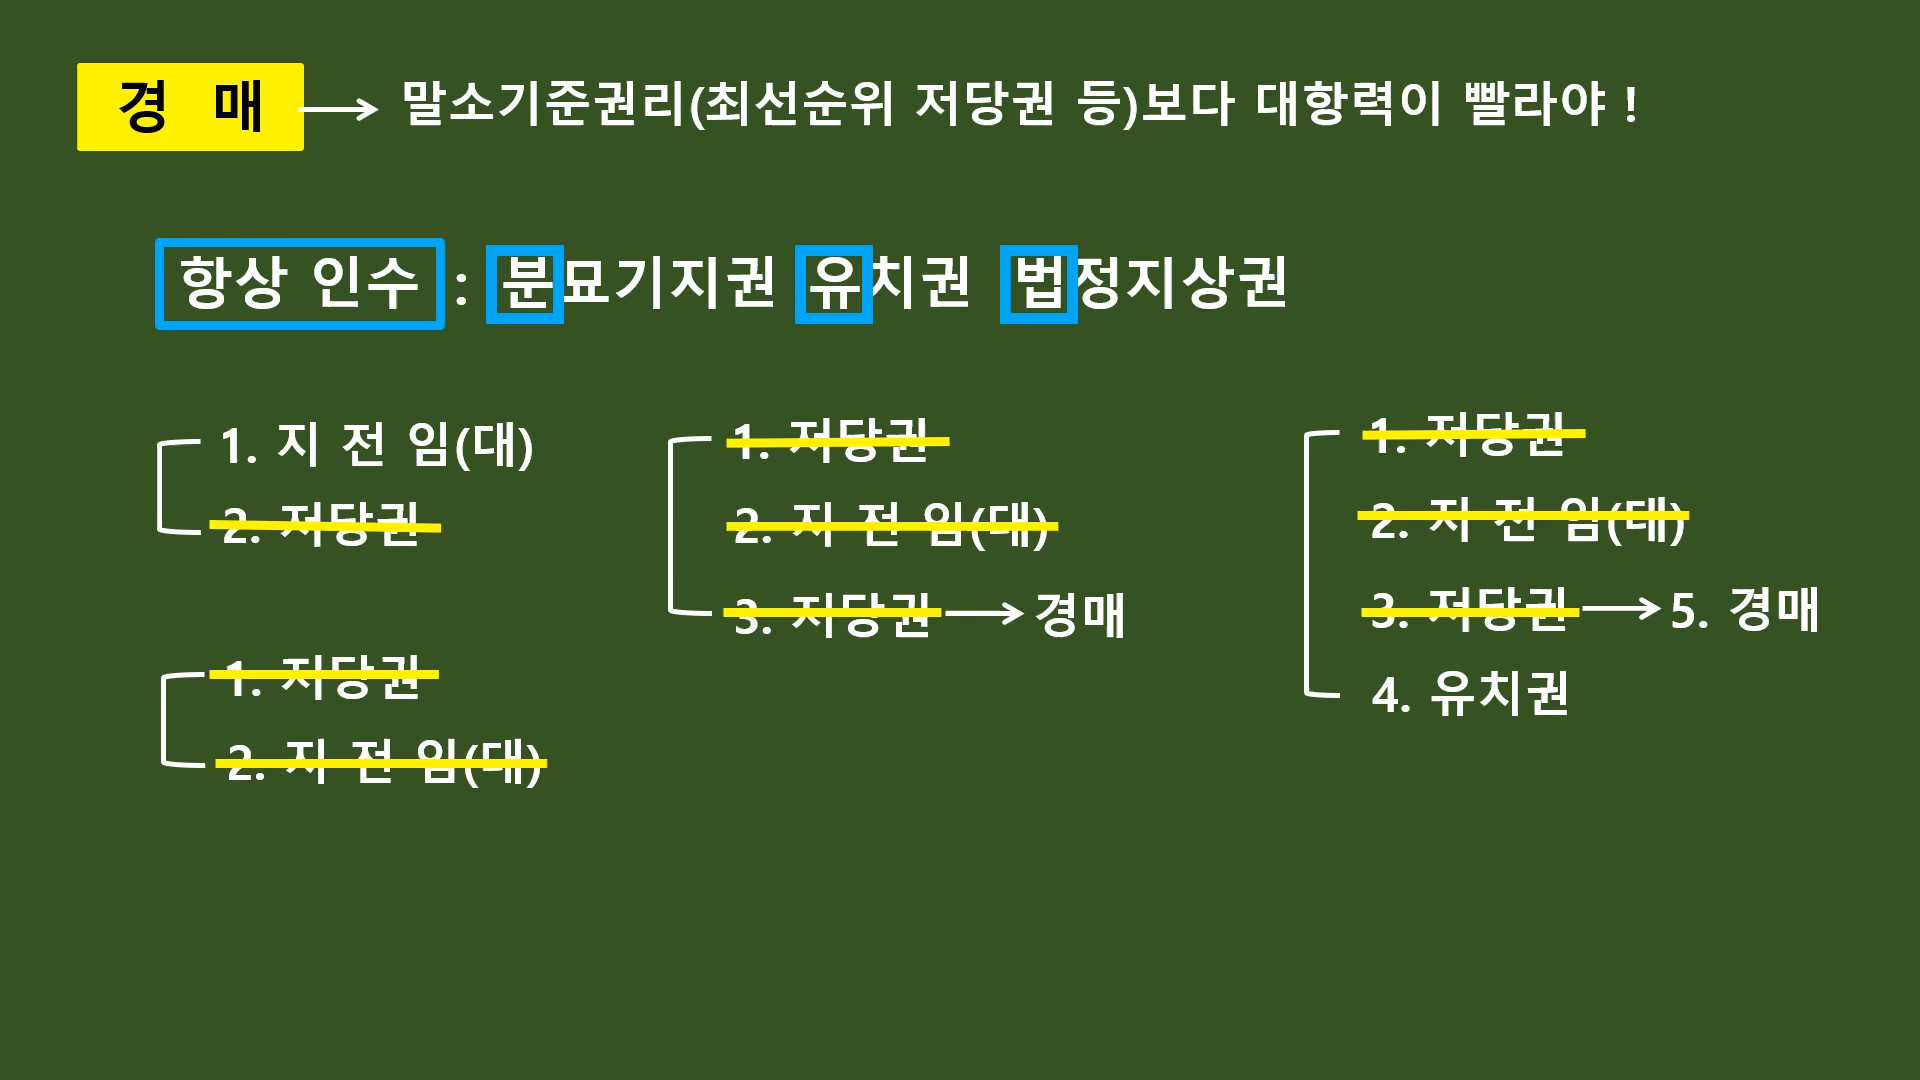 경 매 → 말소기준권리(최선순위 저당권 등)보다 대항력이 빨라야 !
항상 인수 : 분묘기지권 유치권 법정지상권
1. 지 전 임(대)
2. 저당권
1. 저당권
2. 지 전 임(대)
1. 저당권
2. 지 전 임(대)
3. 저당권 → 경매
1. 저당권
2. 지 전 임(대)
3. 저당권 → 5. 경매
4. 유치권